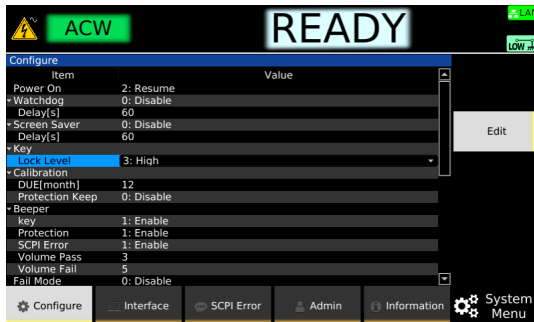 ACW
READY
LAN
LOW
Configure
Item Value
Power On 2: Resume
Watchdog 0: Disable
Delay[s] 60
Screen Saver 0: Disable
Delay[s] 60
Key
Lock Level 3: High
Calibration
DUE[month] 12
Protection Keep 0: Disable
Beeper
key 1: Enable
Protection 1: Enable
SCPI Error 1: Enable
Volume Pass 3
Volume Fail 5
Fail Mode 0: Disable
Edit
Configure Interface SCPI Error Admin Information
System
Menu